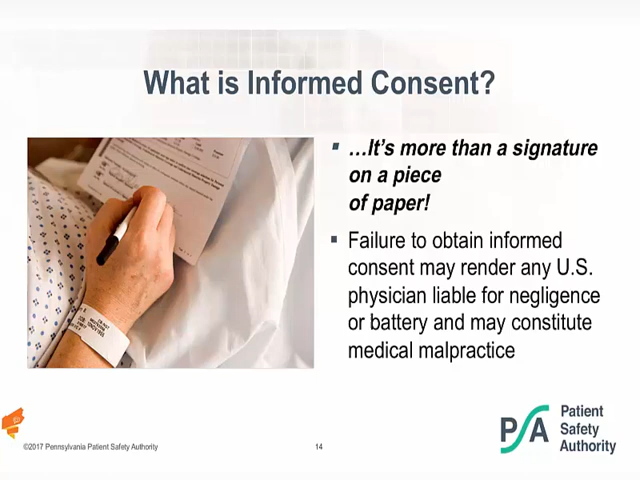 What is Informed Consent?
▪ …It's more than a signature
on a piece
of paper!
▪ Failure to obtain informed
consent may render any U.S.
physician liable for negligence
or battery and may constitute
medical malpractice
©2017 Pennsylvania Patient Safety Authority
14
PSA
Patient
Safety
Authority